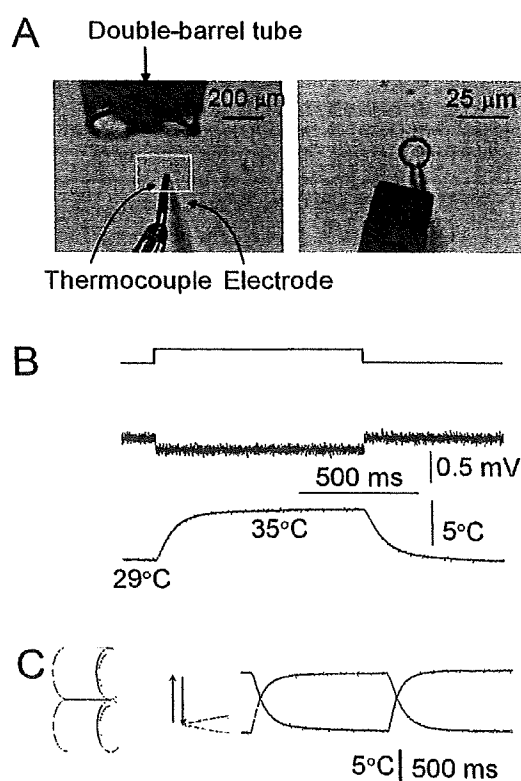 A
Double-barrel tube
200 µm
25 µm
Thermocouple Electrode
B
0.5 mV
500 ms
35°C
5°C
29°C
C
5°C 500 ms